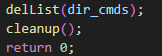 delList(dir_cmds);
cleanup();
return 0;